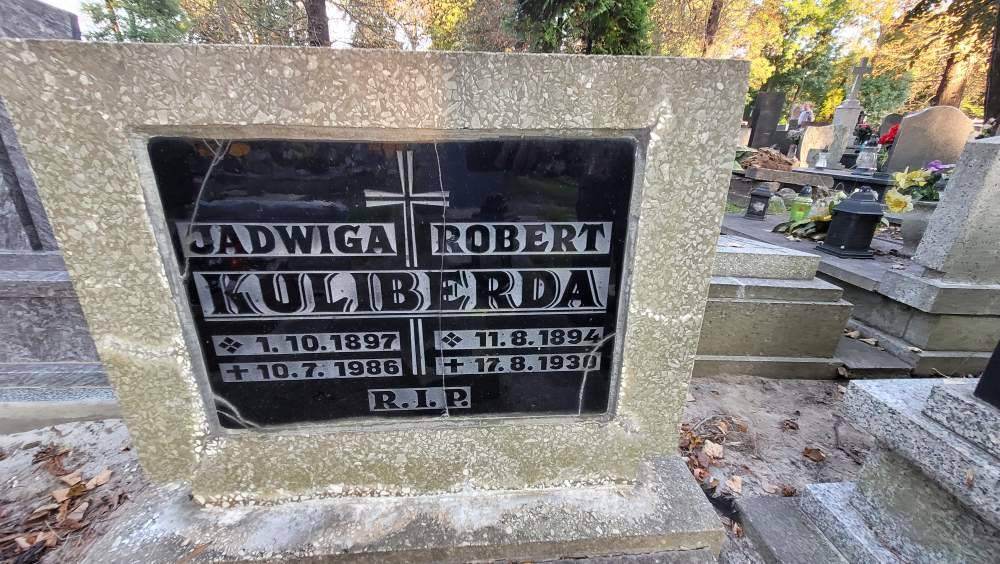 JADWIGA ROBERT
KULIBERDA
1.10.1897 11.8.1894
10.7.1986 17.8.1930
R.I.P.